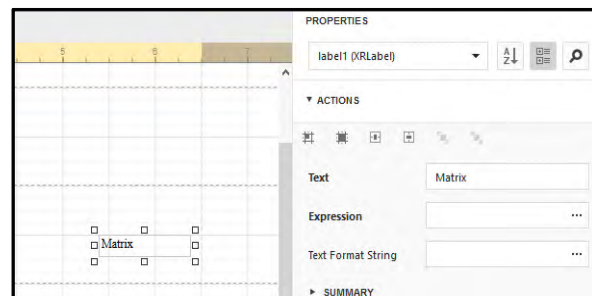 PROPERTIES
5 6 7
label1 (XRLabel)
A
Z
ACTIONS
Text
Matrix
Expression
...
Matrix
Text Format String
...
SUMMARY